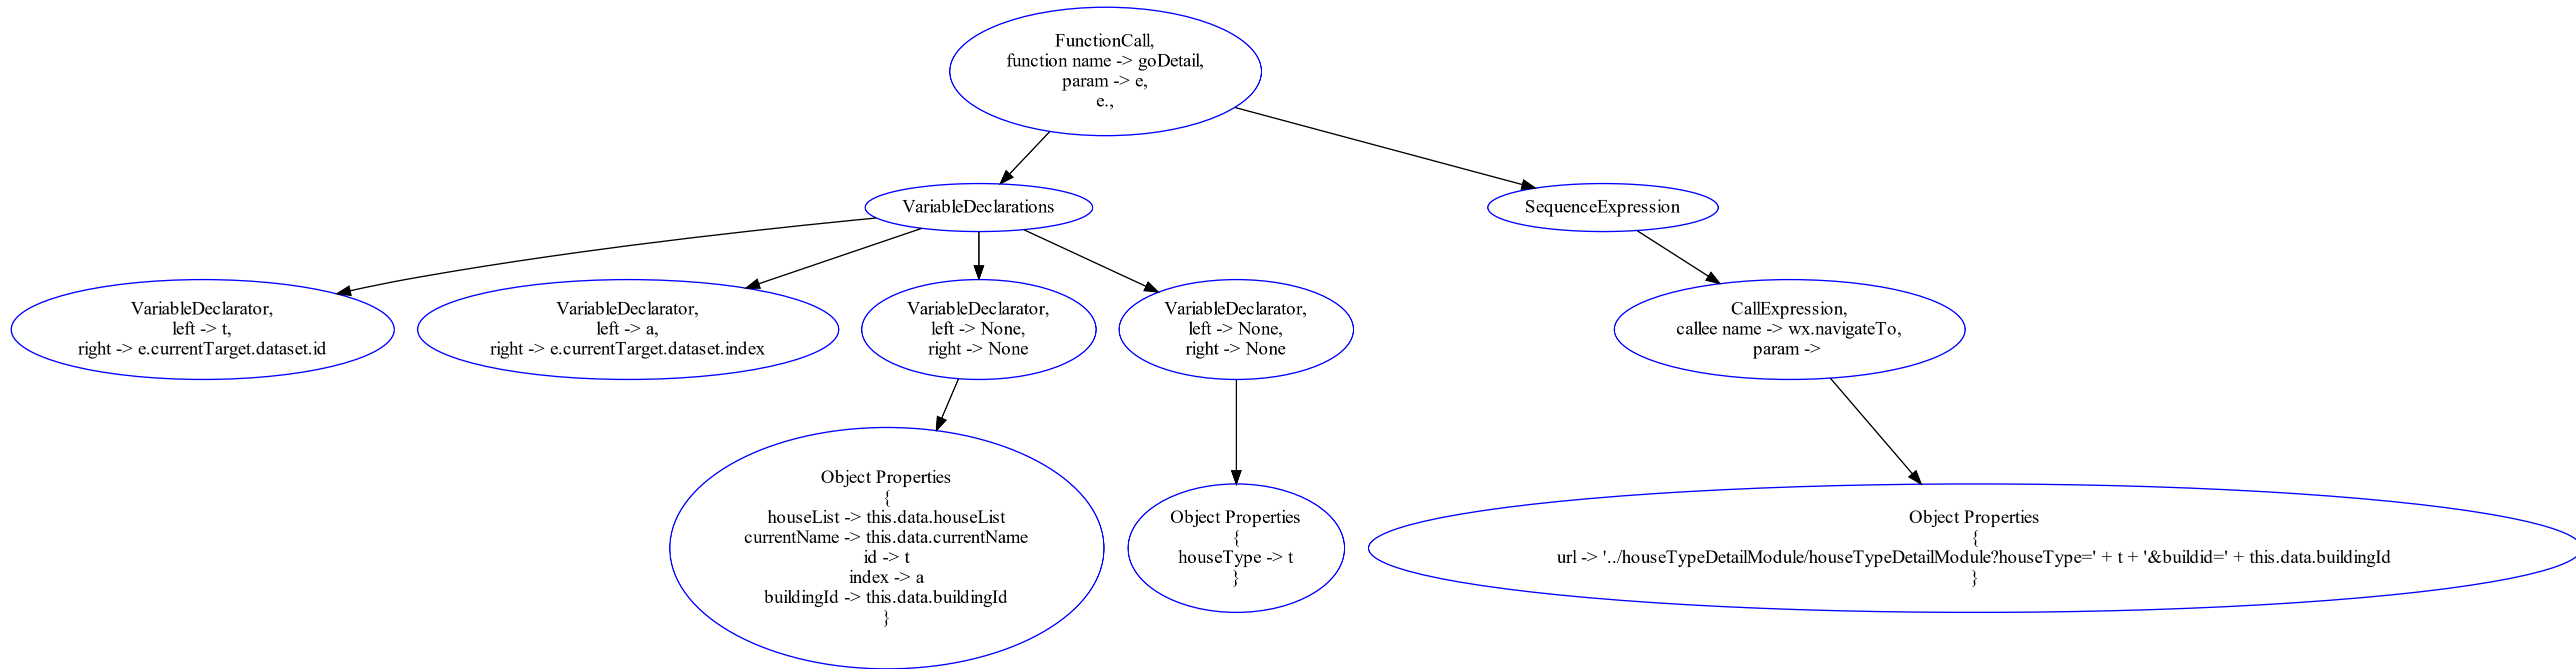 FunctionCall,
function name -> goDetail,
param -> e,
e.,
VariableDeclarations
SequenceExpression
VariableDeclarator,
left -> t,
right -> e.currentTarget.dataset.id
VariableDeclarator,
left -> a,
right -> e.currentTarget.dataset.index
VariableDeclarator,
left -> None,
right -> None
VariableDeclarator,
left -> None,
right -> None
CallExpression,
callee name -> wx.navigateTo,
param ->
Object Properties
{
houseList -> this.data.houseList
currentName -> this.data.currentName
id -> t
index -> a
buildingId -> this.data.buildingId
}
Object Properties
{
houseType -> t
}
Object Properties
{
url -> '../houseTypeDetailModule/houseTypeDetailModule?houseType=' + t + '&buildid=' + this.data.buildingId
}